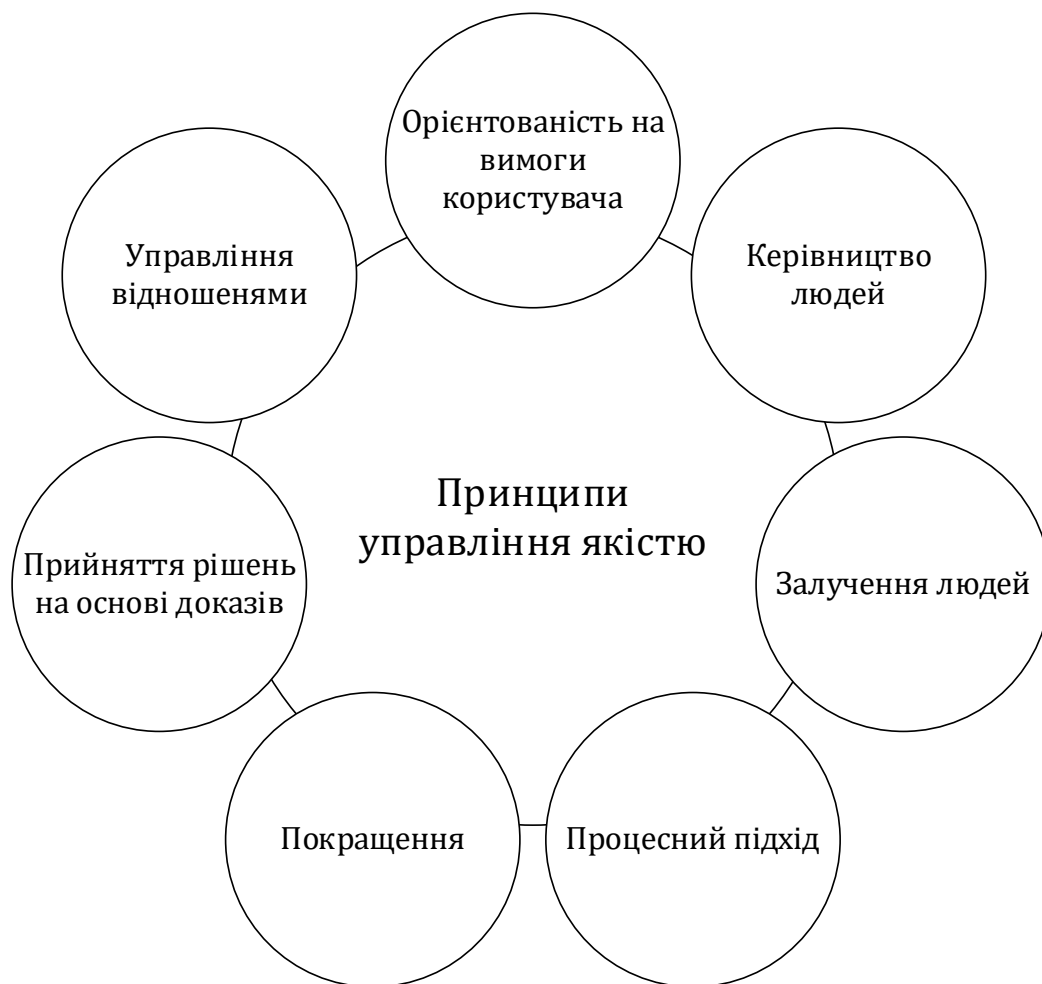 Орієнтованість на
вимоги
користувача
Керівництво
людей
Залучення людей
Процесний підхід
Покращення
Прийняття рішень
на основі доказів
Управління
відношенями
Принципи
управління якістю